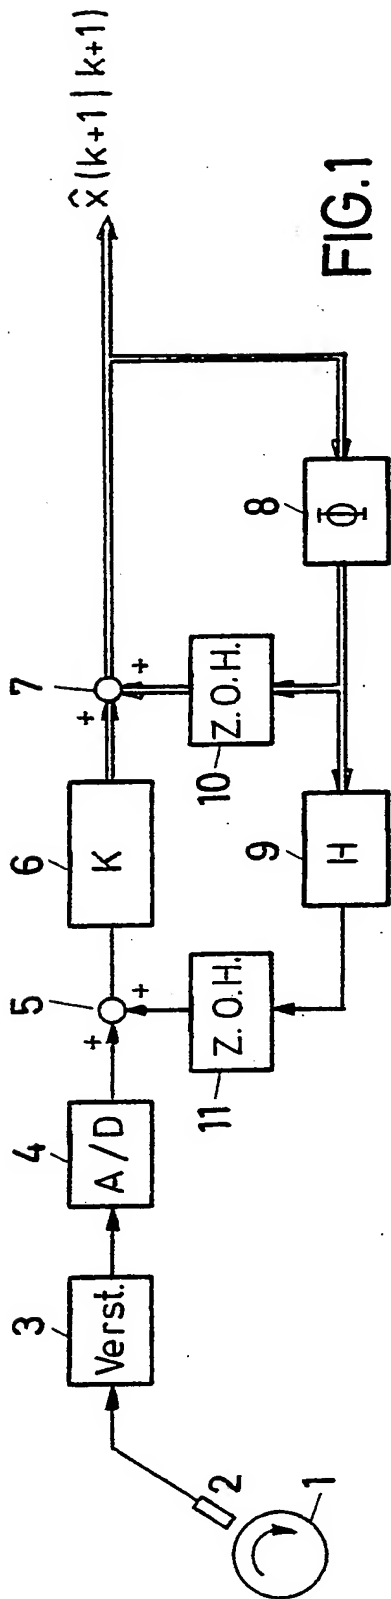 x̂(k+1|k+1)
FIG.1
7
+
+
8
Φ
6
K
10
Z.O.H.
9
H
5
+
+
4
A/D
11
Z.O.H.
3
Verst.
2
1